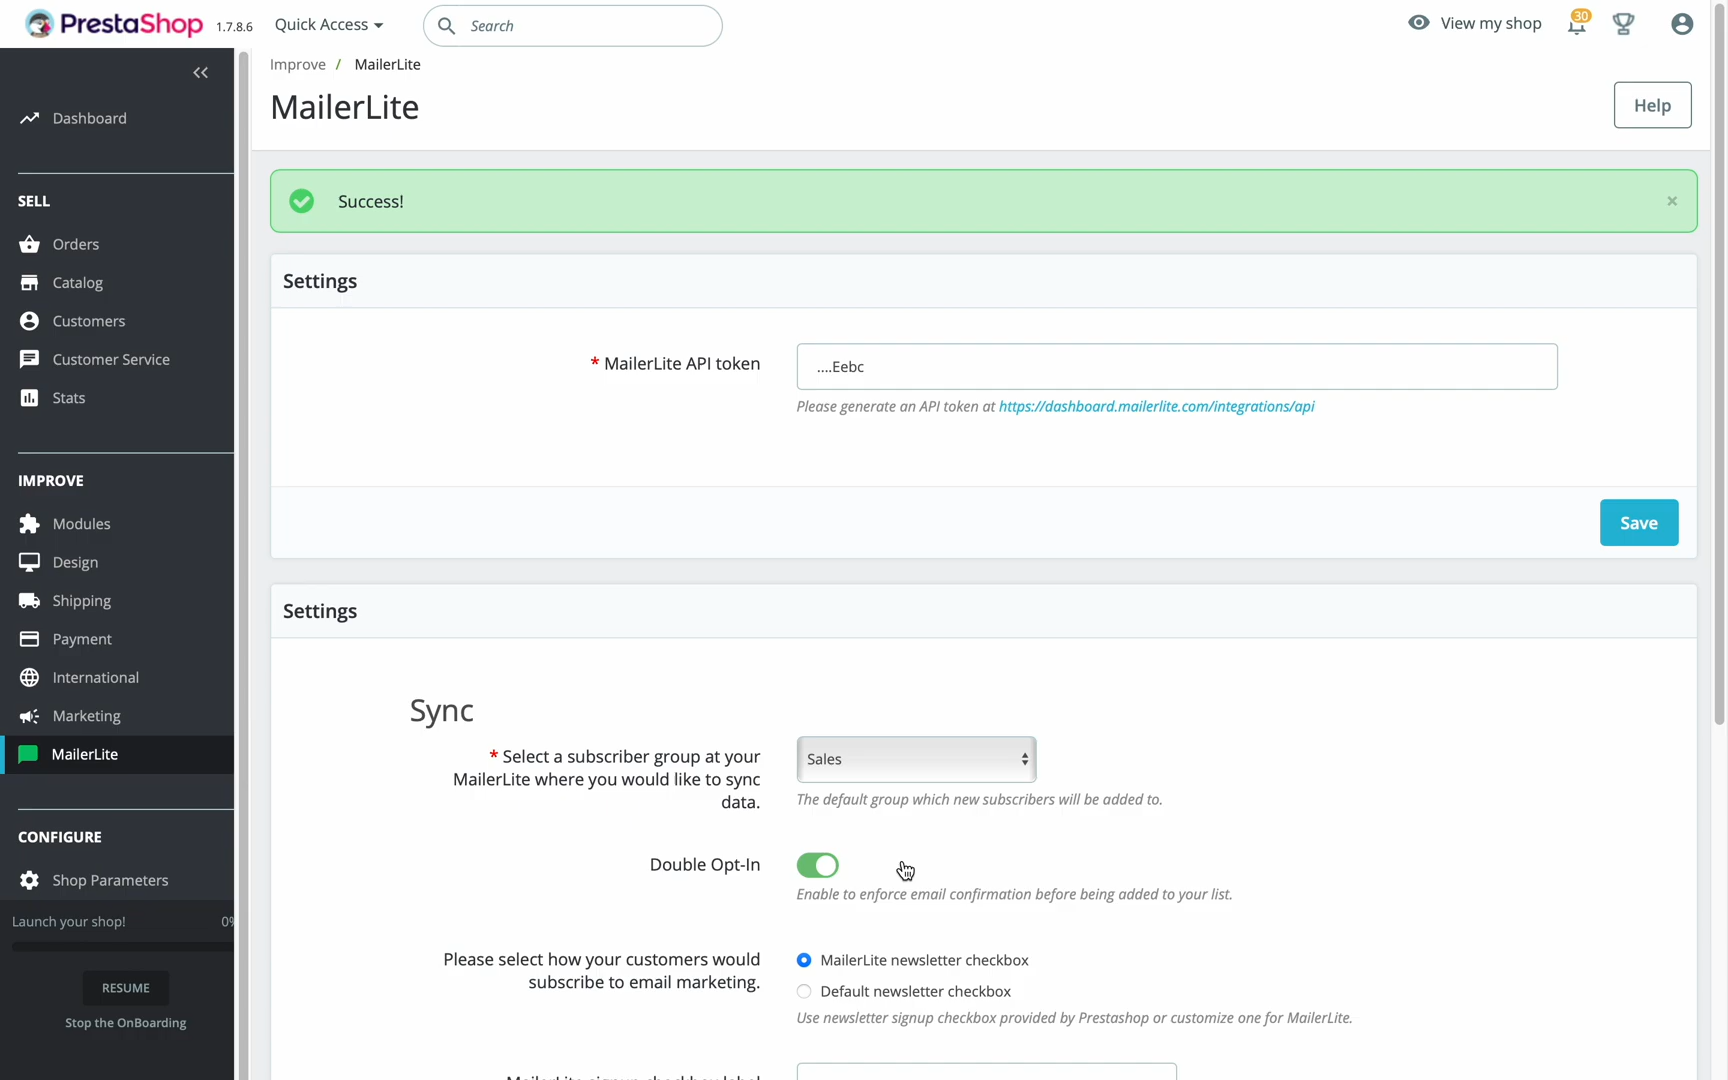 PrestaShop 1.7.8.6 Quick Access Search View my shop 30
Improve / MailerLite
MailerLite
Help
Dashboard
SELL
Orders
Catalog
Customers
Customer Service
Stats
IMPROVE
Modules
Design
Shipping
Payment
International
Marketing
MailerLite
CONFIGURE
Shop Parameters
Launch your shop! 0%
RESUME
Stop the OnBoarding
Success! ×
Settings
* MailerLite API token ....Eebc
Please generate an API token at https://dashboard.mailerlite.com/integrations/api
Save
Settings
Sync
* Select a subscriber group at your
MailerLite where you would like to sync
data.
Sales
The default group which new subscribers will be added to.
Double Opt-In
Enable to enforce email confirmation before being added to your list.
Please select how your customers would
subscribe to email marketing.
MailerLite newsletter checkbox
Default newsletter checkbox
Use newsletter signup checkbox provided by Prestashop or customize one for MailerLite.